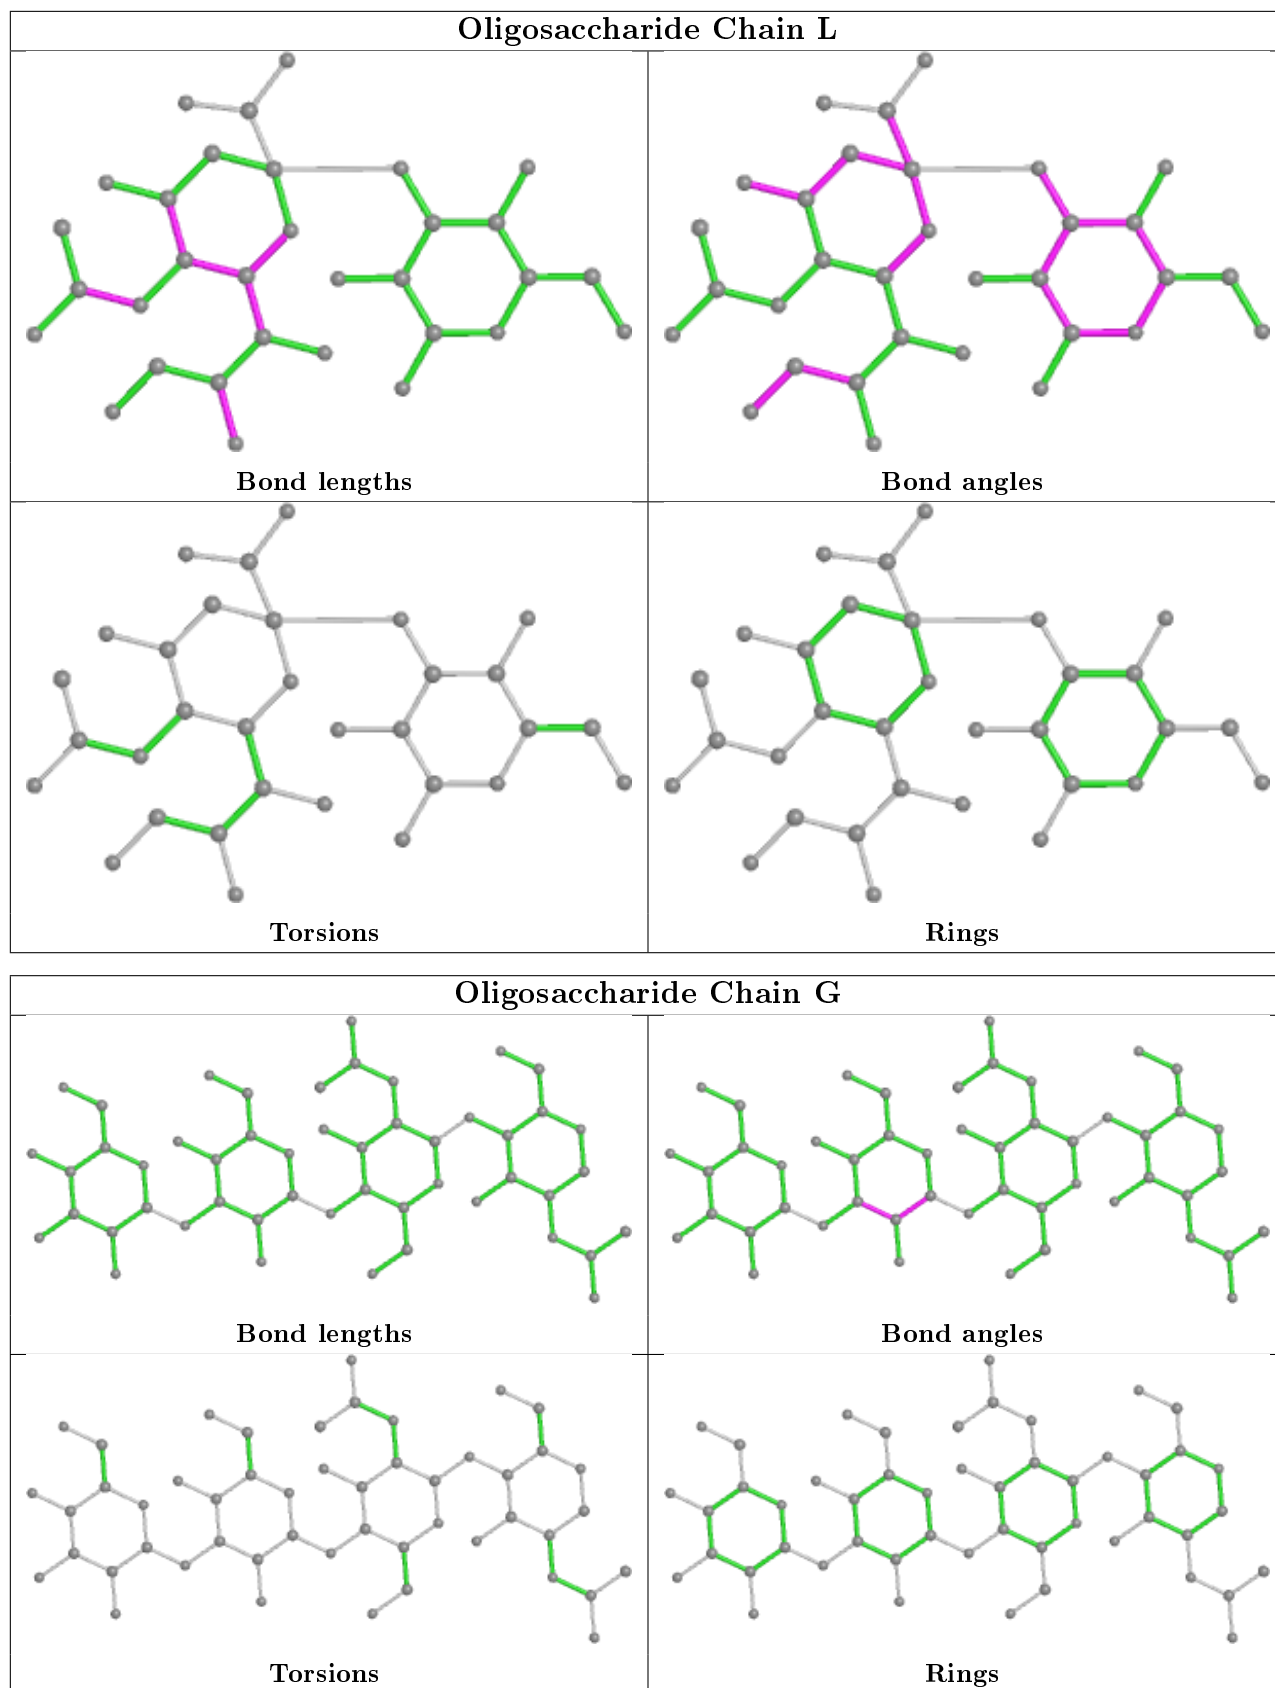 Oligosaccharide Chain L
Bond lengths
Bond angles
Torsions
Rings
Oligosaccharide Chain G
Bond lengths
Bond angles
Torsions
Rings